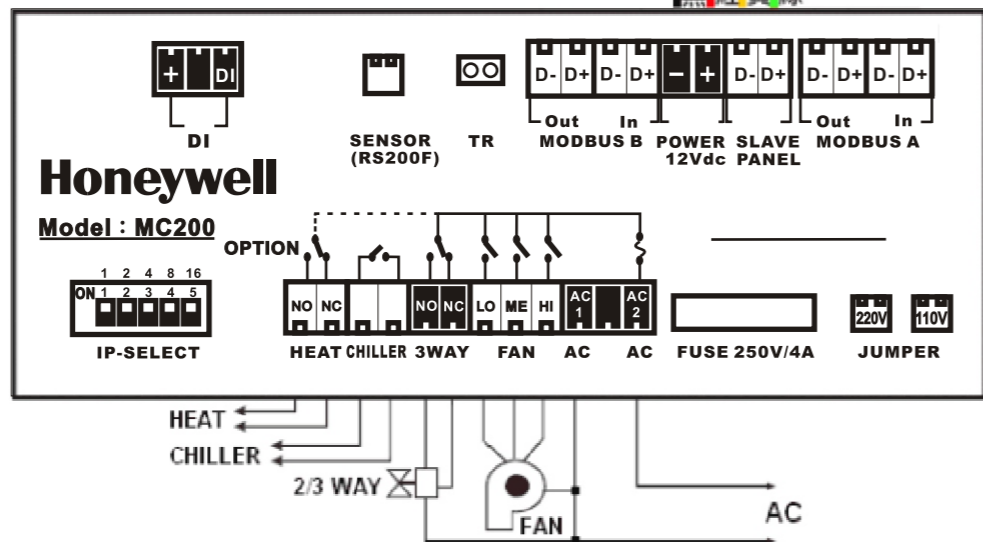 + DI
D- D+ D- D+ - + D- D+ D- D+ D- D+
DI
SENSOR
(RS200F)
TR
Out In
MODBUS B
POWER
12Vdc
SLAVE
PANEL
Out In
MODBUS A
Honeywell
Model：MC200
OPTION
1 2 4 8 16
ON 1 2 3 4 5
IP-SELECT
NO NC NO NC LO ME HI AC 1 AC 2
HEAT CHILLER 3WAY FAN AC AC
FUSE 250V/4A
220V 110V
JUMPER
HEAT
CHILLER
2/3 WAY
FAN
AC